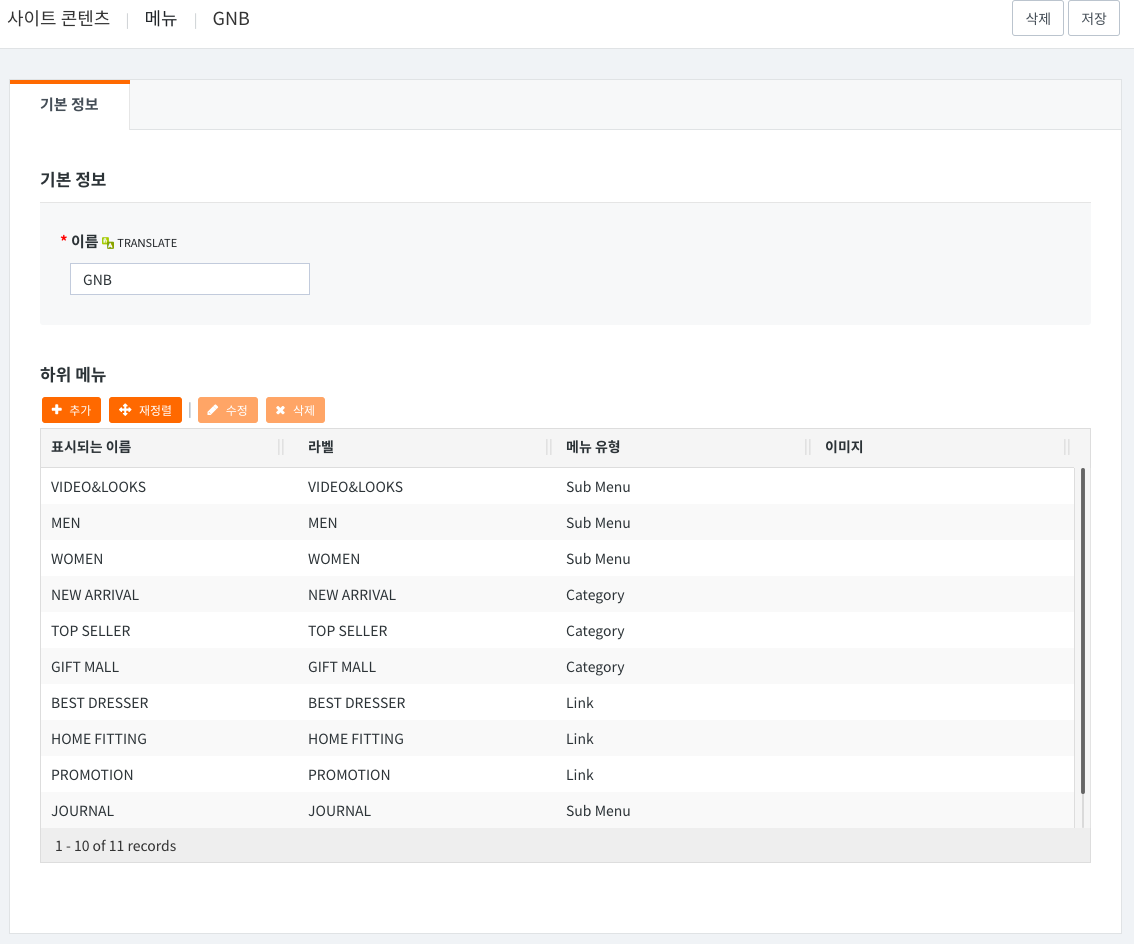 사이트 콘텐츠 | 메뉴 | GNB 삭제 저장
기본 정보
기본 정보
* 이름 TRANSLATE
GNB
하위 메뉴
추가 재정렬 | 수정 삭제
표시되는 이름 라벨 메뉴 유형 이미지
VIDEO&LOOKS VIDEO&LOOKS Sub Menu
MEN MEN Sub Menu
WOMEN WOMEN Sub Menu
NEW ARRIVAL NEW ARRIVAL Category
TOP SELLER TOP SELLER Category
GIFT MALL GIFT MALL Category
BEST DRESSER BEST DRESSER Link
HOME FITTING HOME FITTING Link
PROMOTION PROMOTION Link
JOURNAL JOURNAL Sub Menu
1 - 10 of 11 records